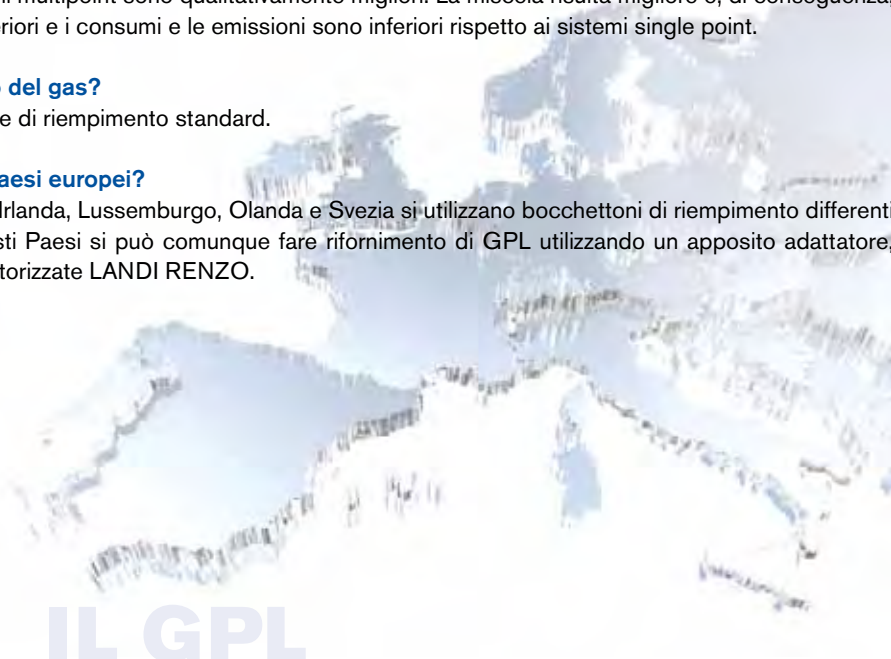 multipoint sono qualitativamente migliori. La miscela risulta migliore e, di conseguenza,
eriori e i consumi e le emissioni sono inferiori rispetto ai sistemi single point.
del gas?
e di riempimento standard.
aesi europei?
Irlanda, Lussemburgo, Olanda e Svezia si utilizzano bocchettoni di riempimento differenti
sti Paesi si può comunque fare rifornimento di GPL utilizzando un apposito adattatore,
torizzate LANDI RENZO.
IL GPL